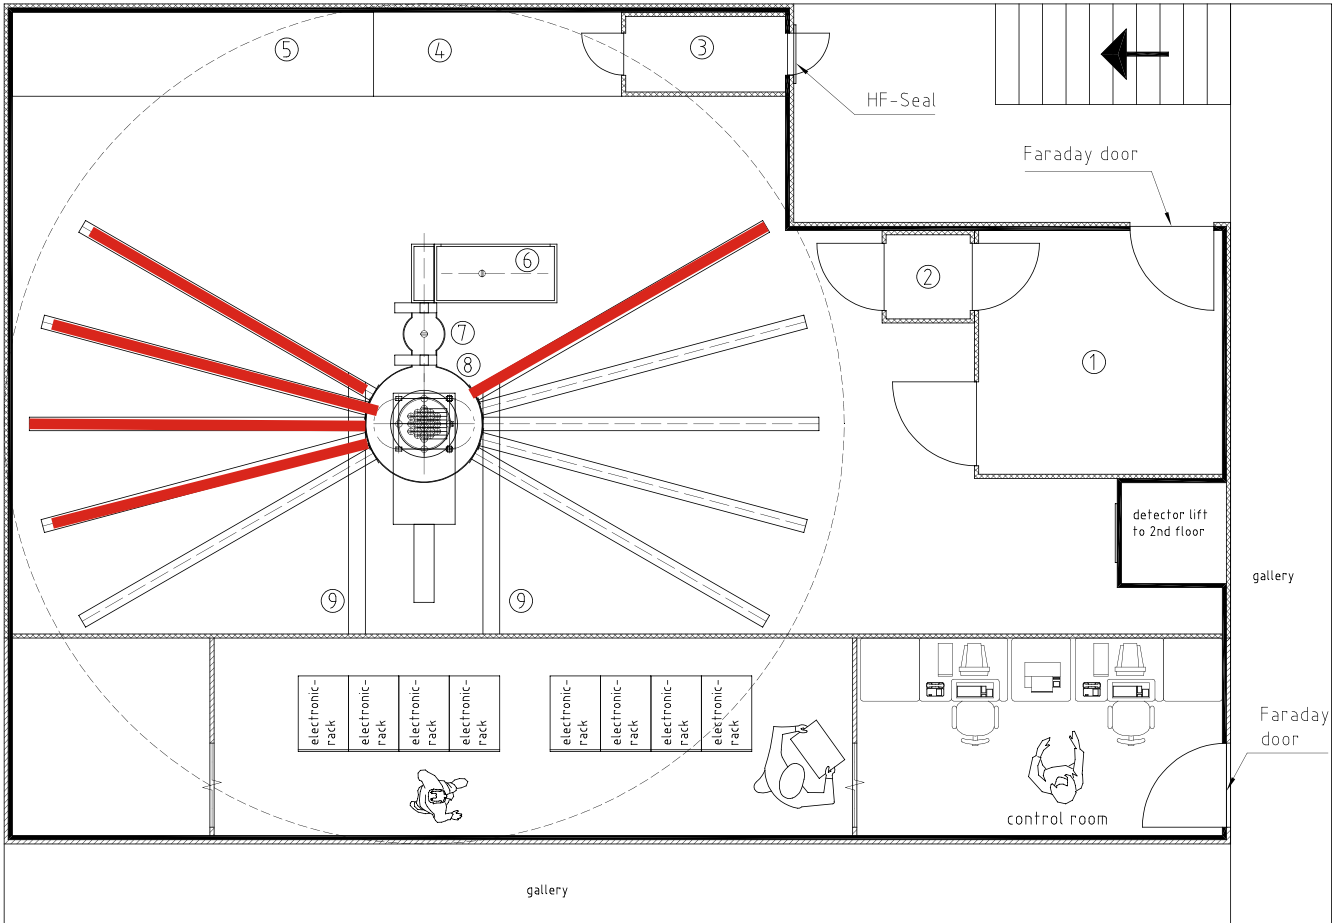 5
4
3
HF-Seal
Faraday door
6
2
7
8
1
detector lift
to 2nd floor
gallery
9
9
electronic-
rack
electronic-
rack
electronic-
rack
electronic-
rack
electronic-
rack
electronic-
rack
electronic-
rack
electronic-
rack
Faraday
door
control room
gallery